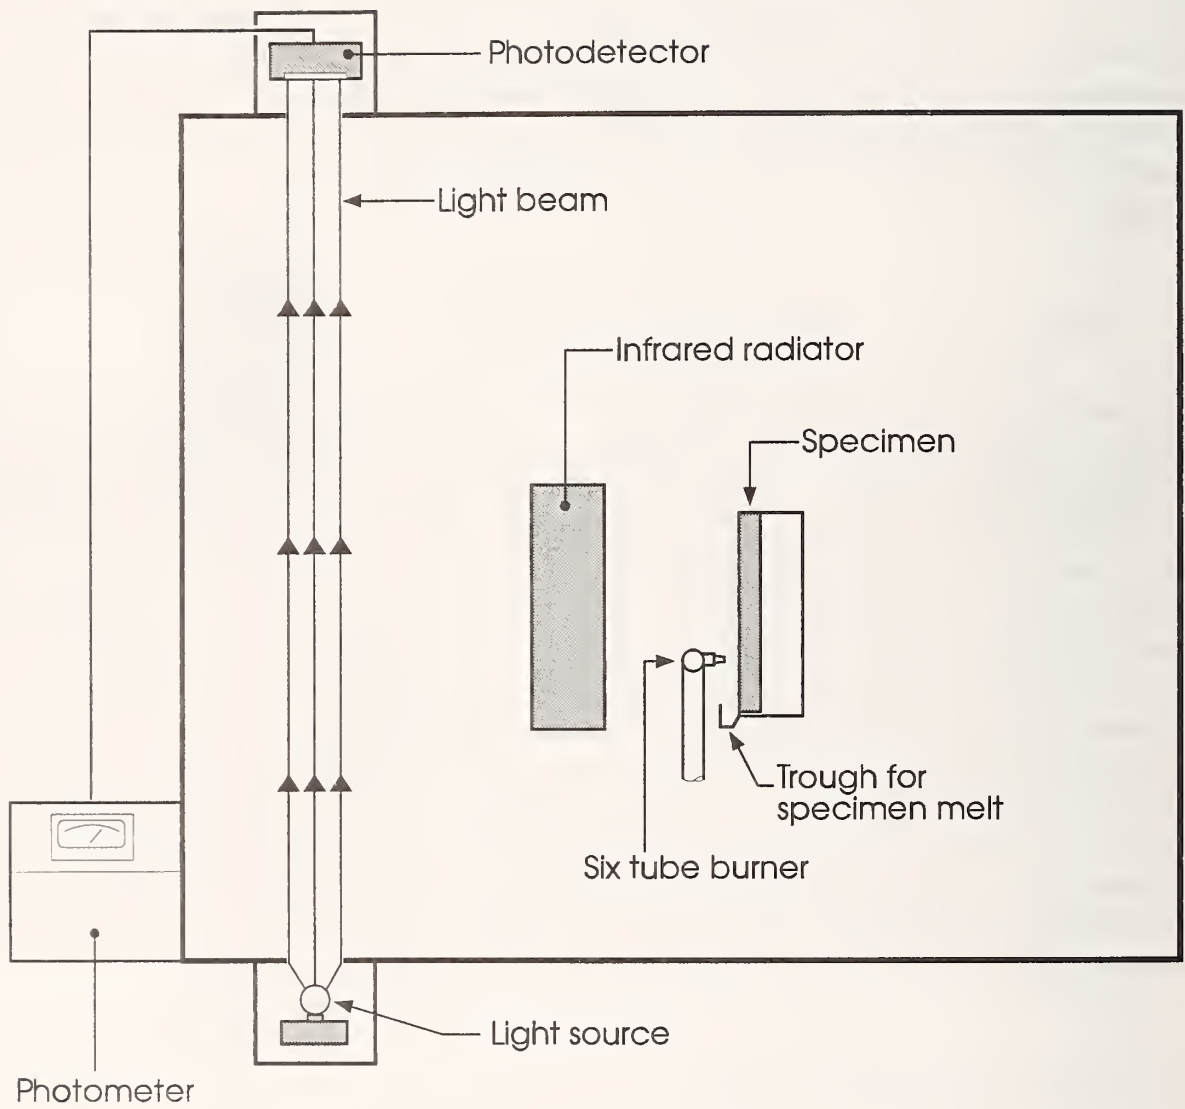 Photodetector
Light beam
Infrared radiator
Specimen
Trough for
specimen melt
Six tube burner
Light source
Photometer